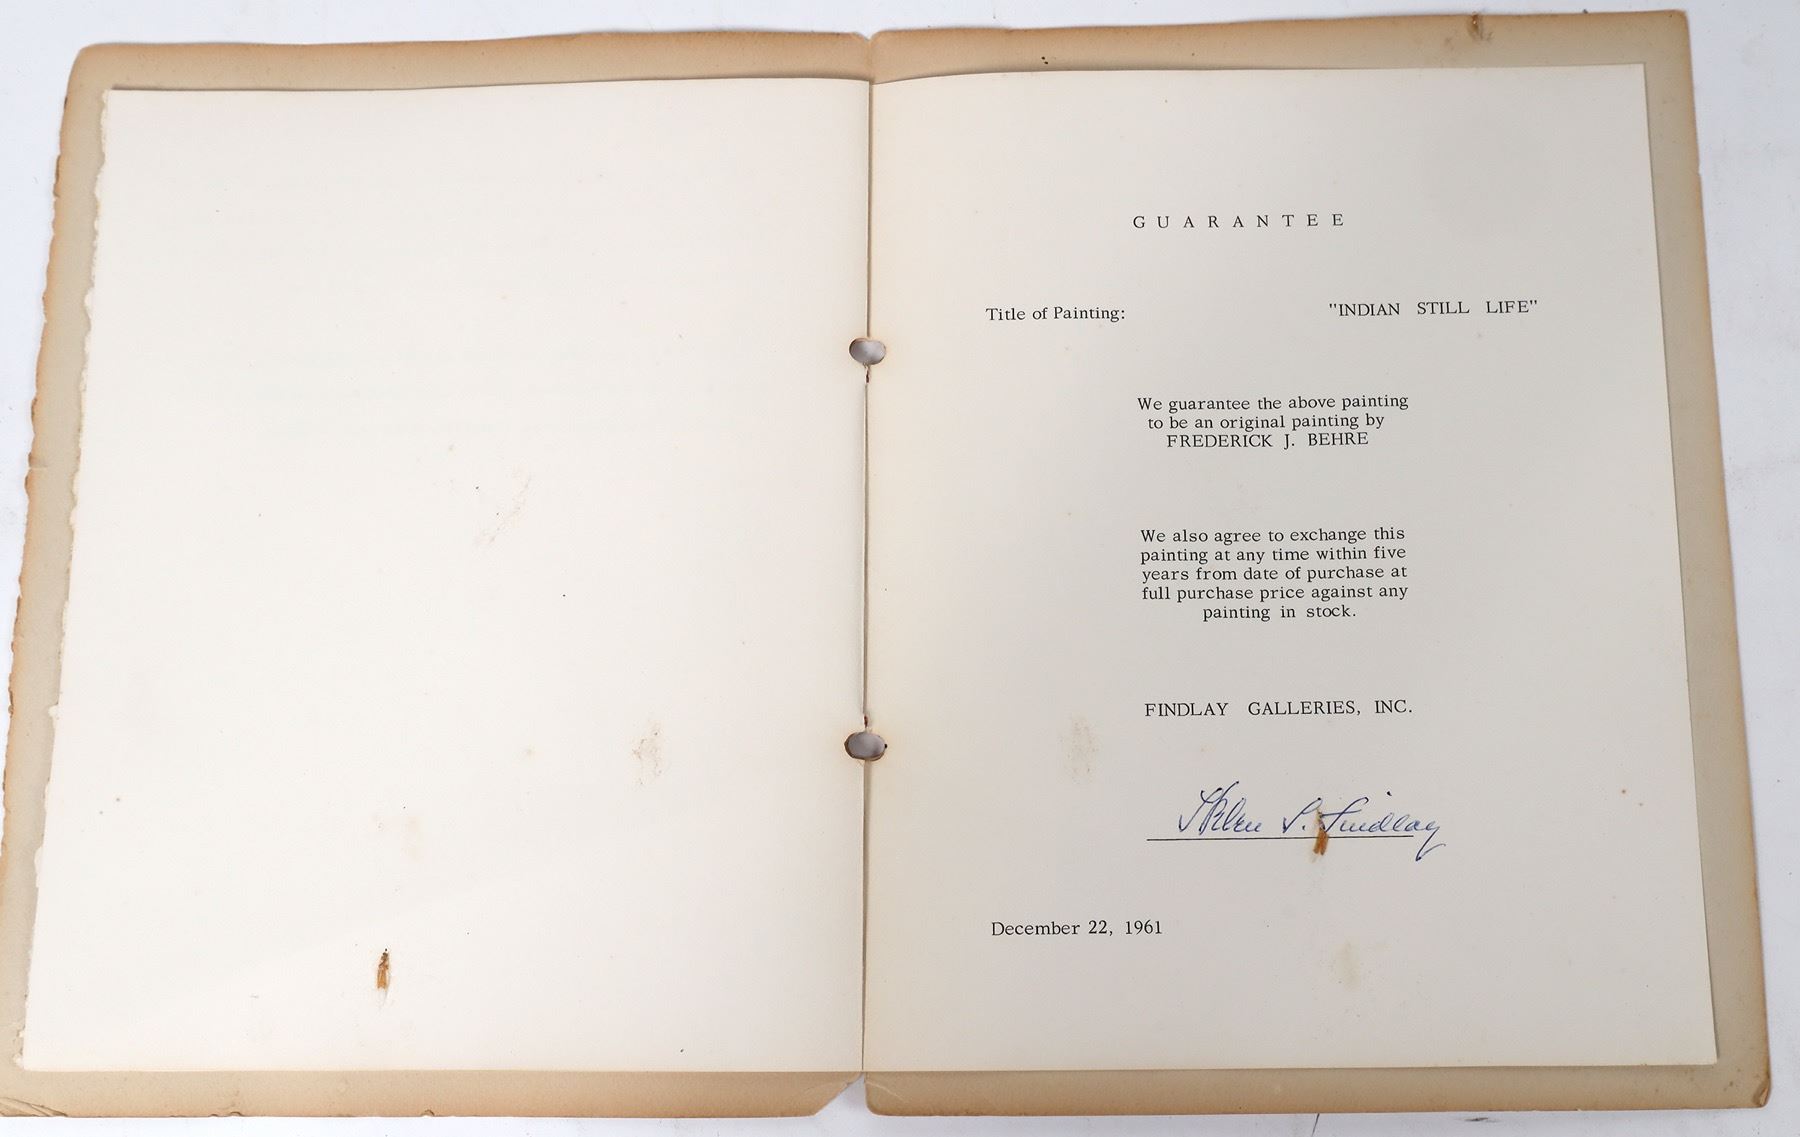 GUARANTEE
Title of Painting: "INDIAN STILL LIFE"
We guarantee the above painting
to be an original painting by
FREDERICK J. BEHRE
We also agree to exchange this
painting at any time within five
years from date of purchase at
full purchase price against any
painting in stock.
FINDLAY GALLERIES, INC.
Helen L. Findlay
December 22, 1961